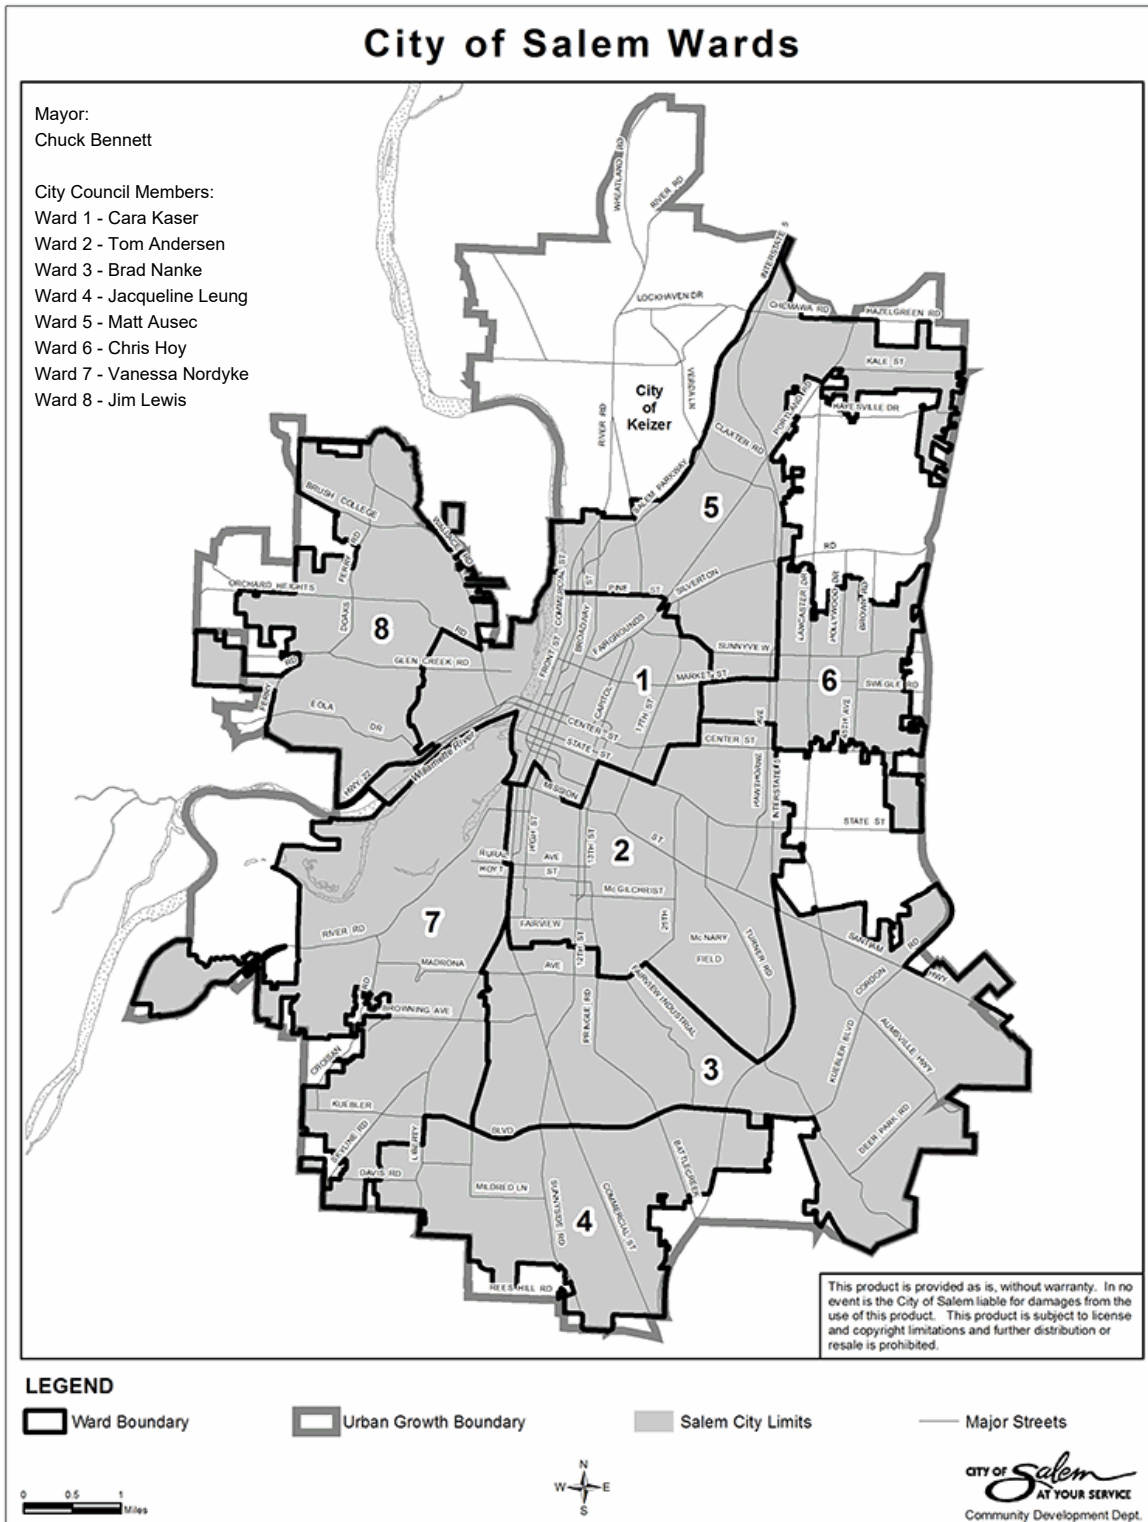 City of Salem Wards
Mayor:
Chuck Bennett
City Council Members:
Ward 1 - Cara Kaser
Ward 2 - Tom Andersen
Ward 3 - Brad Nanke
Ward 4 - Jacqueline Leung
Ward 5 - Matt Ausec
Ward 6 - Chris Hoy
Ward 7 - Vanessa Nordyke
Ward 8 - Jim Lewis
WHEATLAND RD
RIVER RD
INTERSTATE 5
LOCKHAVEN DR
CHEMAWA RD
HAZELGREEN RD
KALE ST
VERDA LN
City
of
Keizer
PORTLAND RD
HAYESVILLE DR
RIVER RD
CLAXTER RD
SALEM PARKWAY
5
BRUSH COLLEGE
RD
WALLACE RD
DOAKS
FERRY
RD
ORCHARD HEIGHTS
RD
8
GLEN CREEK RD
EOLA
DR
FERRY
RD
HWY 22
Willamette River
COMMERCIAL ST
FRONT ST
BROADWAY
ST
PINE ST
SILVERTON
RD
FAIRGROUNDS
LANCASTER DR
HOLLYWOOD DR
BROWN RD
SUNNYVIEW
1
MARKET ST
6
SWEGLE RD
CAPITOL
17TH ST
45TH AVE
CENTER ST
STATE ST
CENTER ST
HAWTHORNE
AVE
INTERSTATE 5
MISSION
ST
STATE ST
HIGH ST
13TH ST
2
RURAL
AVE
HOYT
ST
McGILCHRIST
25TH
FAIRVIEW
McNARY
FIELD
TURNER RD
7
RIVER RD
MADRONA
AVE
12TH ST
SANTIAM
HWY
CORDON
RD
BROWNING AVE
CROISAN
RD
PRINGLE RD
FAIRVIEW INDUSTRIAL
3
KUEBLER BLVD
AUMSVILLE HWY
DEER PARK RD
KUEBLER
BLVD
SKYLINE RD
LIBERTY
DAVIS RD
MILDRED LN
SUNNYSIDE RD
COMMERCIAL ST
BATTLECREEK
4
REES HILL RD
This product is provided as is, without warranty. In no
event is the City of Salem liable for damages from the
use of this product. This product is subject to license
and copyright limitations and further distribution or
resale is prohibited.
LEGEND
Ward Boundary
Urban Growth Boundary
Salem City Limits
Major Streets
0 0.5 1
Miles
N
W E
S
CITY OF Salem
AT YOUR SERVICE
Community Development Dept.